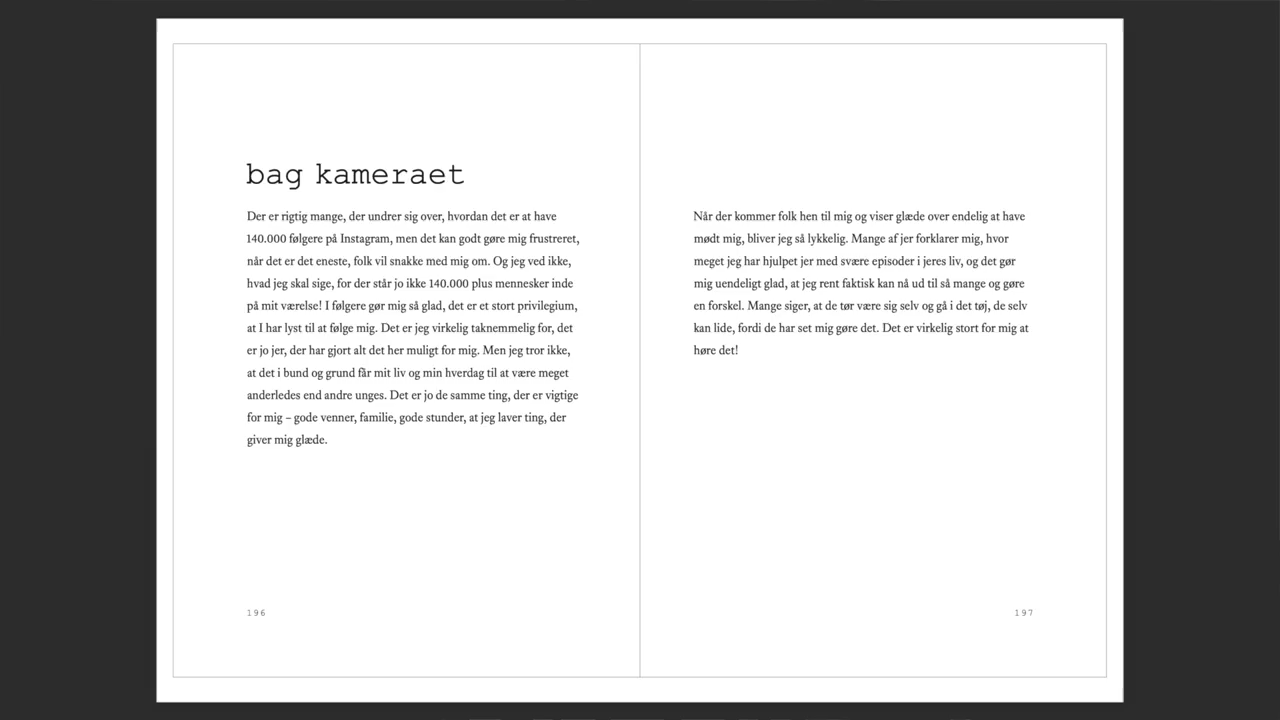 bag kameraet
Der er rigtig mange, der undrer sig over, hvordan det er at have
140.000 følgere på Instagram, men det kan godt gøre mig frustreret,
når det er det eneste, folk vil snakke med mig om. Og jeg ved ikke,
hvad jeg skal sige, for der står jo ikke 140.000 plus mennesker inde
på mit værelse! I følgere gør mig så glad, det er et stort privilegium,
at I har lyst til at følge mig. Det er jeg virkelig taknemmelig for, det
er jo jer, der har gjort alt det her muligt for mig. Men jeg tror ikke,
at det i bund og grund får mit liv og min hverdag til at være meget
anderledes end andre unges. Det er jo de samme ting, der er vigtige
for mig – gode venner, familie, gode stunder, at jeg laver ting, der
giver mig glæde.
196
Når der kommer folk hen til mig og viser glæde over endelig at have
mødt mig, bliver jeg så lykkelig. Mange af jer forklarer mig, hvor
meget jeg har hjulpet jer med svære episoder i jeres liv, og det gør
mig uendeligt glad, at jeg rent faktisk kan nå ud til så mange og gøre
en forskel. Mange siger, at de tør være sig selv og gå i det tøj, de selv
kan lide, fordi de har set mig gøre det. Det er virkelig stort for mig at
høre det!
197